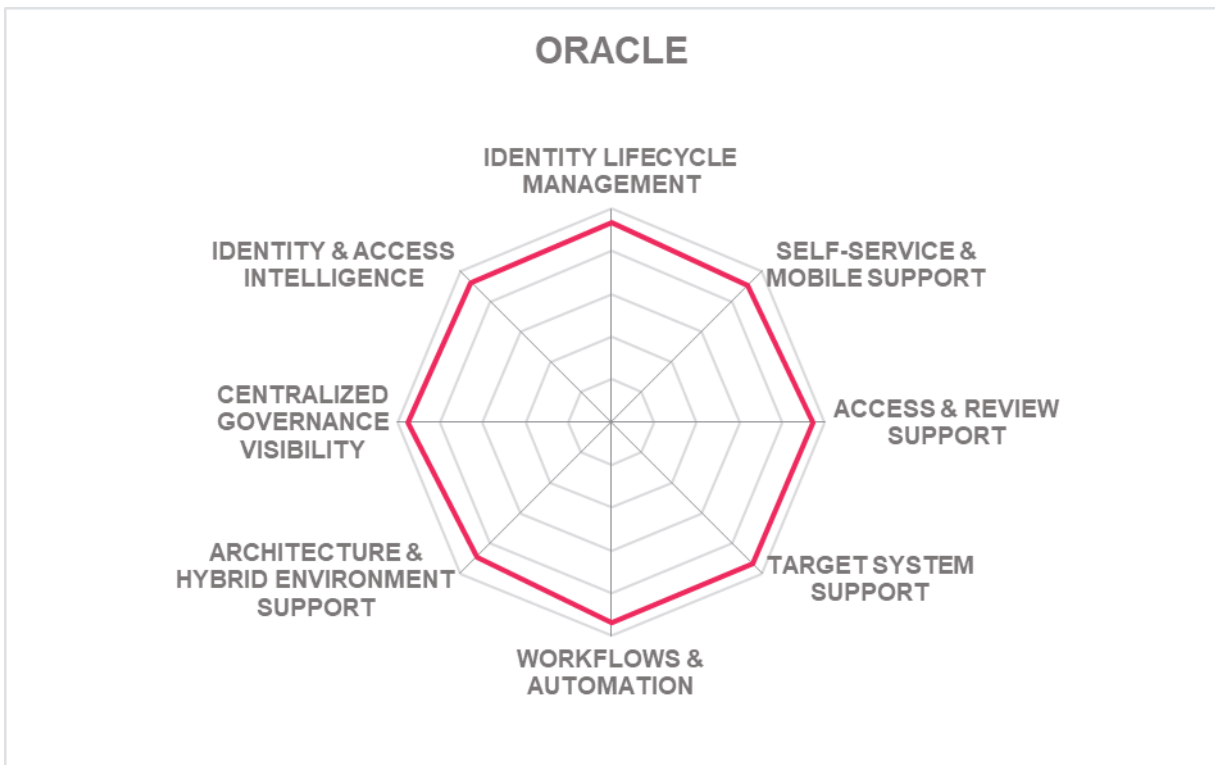 ORACLE
IDENTITY LIFECYCLE
MANAGEMENT
IDENTITY & ACCESS
INTELLIGENCE
SELF-SERVICE &
MOBILE SUPPORT
CENTRALIZED
GOVERNANCE
VISIBILITY
ACCESS & REVIEW
SUPPORT
ARCHITECTURE &
HYBRID ENVIRONMENT
SUPPORT
TARGET SYSTEM
SUPPORT
WORKFLOWS &
AUTOMATION